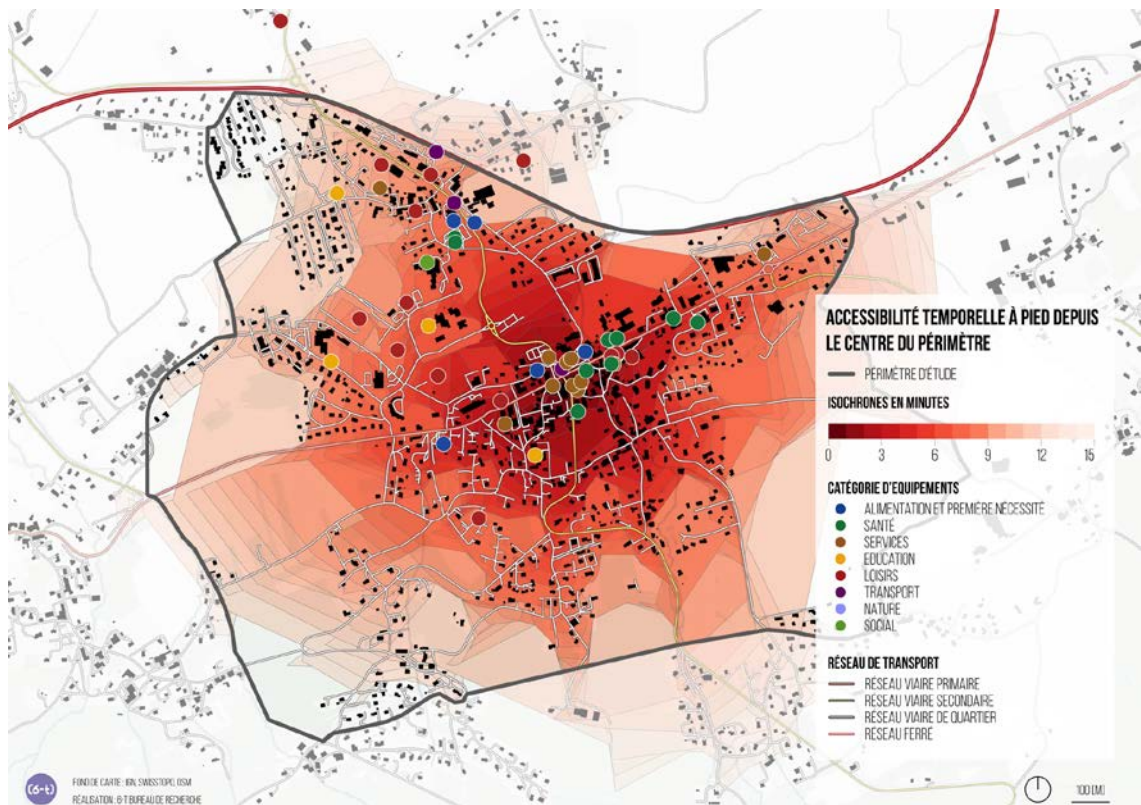 ACCESSIBILITÉ TEMPORELLE À PIED DEPUIS
LE CENTRE DU PÉRIMÈTRE
PÉRIMÈTRE D'ÉTUDE
ISOCHRONES EN MINUTES
0 3 6 9 12 15
CATÉGORIE D'EQUIPEMENTS
ALIMENTATION ET PREMIÈRE NÉCESSITÉ
SANTÉ
SERVICES
EDUCATION
LOISIRS
TRANSPORT
NATURE
SOCIAL
RÉSEAU DE TRANSPORT
RÉSEAU VIAIRE PRIMAIRE
RÉSEAU VIAIRE SECONDAIRE
RÉSEAU VIAIRE DE QUARTIER
RÉSEAU FERRÉ
(6-t)
FOND DE CARTE : IGN, SWISSTOPO, OSM
RÉALISATION : 6-T BUREAU DE RECHERCHE
100 [M]